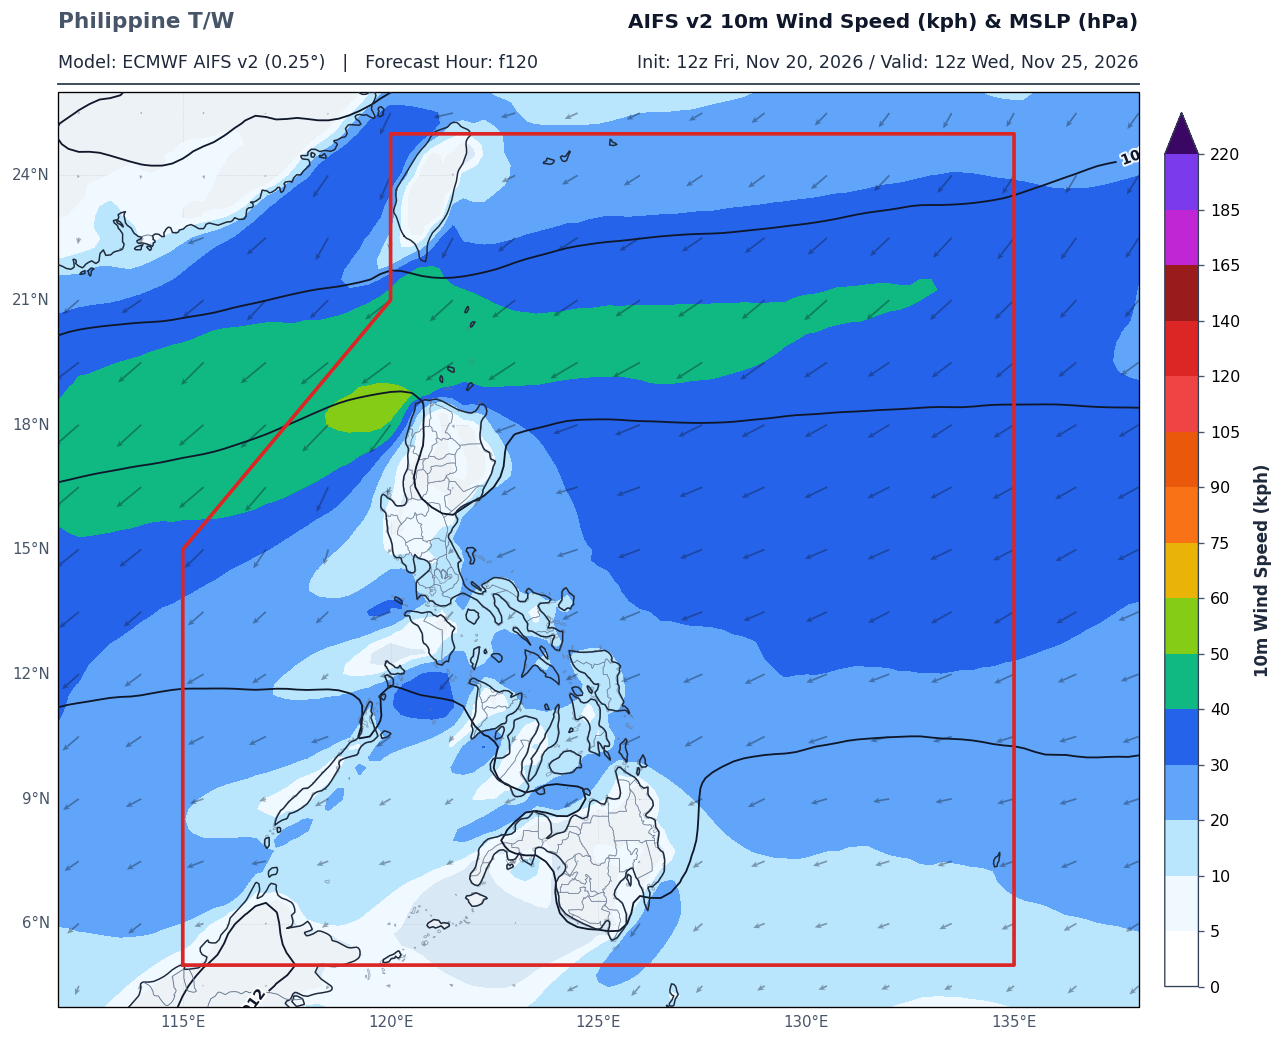 Philippine T/W
AIFS v2 10m Wind Speed (kph) & MSLP (hPa)
Model: ECMWF AIFS v2 (0.25°) | Forecast Hour: f120
Init: 12z Fri, Nov 20, 2026 / Valid: 12z Wed, Nov 25, 2026
24°N
21°N
18°N
15°N
12°N
9°N
6°N
115°E
120°E
125°E
130°E
135°E
220
185
165
140
120
105
90
75
60
50
40
30
20
10
5
0
10m Wind Speed (kph)
10
012